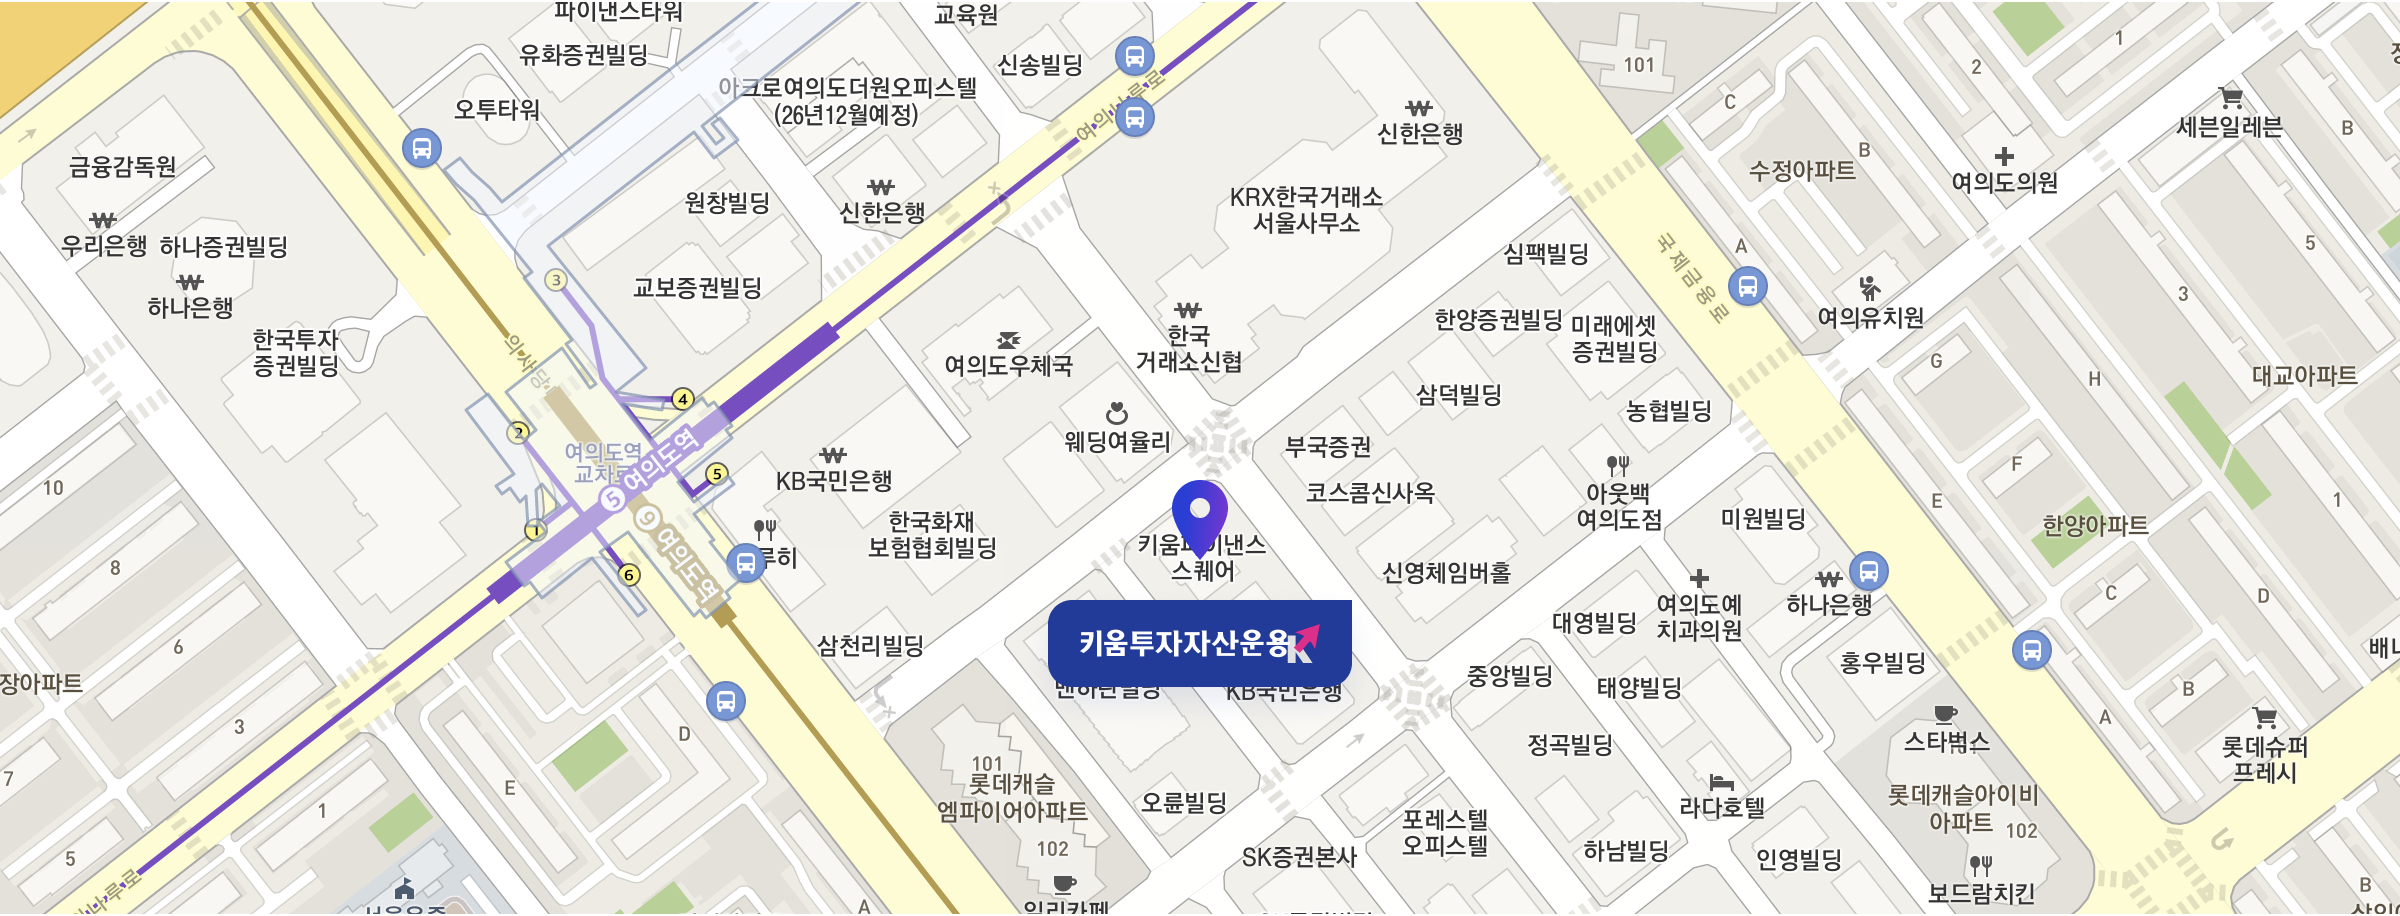 파이낸스타워
교육원
유화증권빌딩
신송빌딩
오투타워
아크로여의도더원오피스텔
(26년12월예정)
여의나루로
신한은행
101
C
B
수정아파트
A
1
2
세븐일레븐
B
여의도의원
5
3
금융감독원
우리은행
하나증권빌딩
하나은행
한국투자
증권빌딩
원창빌딩
신한은행
교보증권빌딩
KRX한국거래소
서울사무소
심팩빌딩
국제금융로
여의유치원
한양증권빌딩
미래에셋
증권빌딩
한국
거래소신협
여의도우체국
웨딩여율리
삼덕빌딩
농협빌딩
부국증권
코스콤신사옥
아웃백
여의도점
미원빌딩
G
H
대교아파트
F
E
한양아파트
1
C
D
B
A
의사당
3
4
2
5
1
6
여의도역
5 여의도역
9 여의도역
KB국민은행
한국화재
보험협회빌딩
루히
키움파이낸스
스퀘어
신영체임버홀
키움투자자산운용
K
KB국민은행
삼천리빌딩
대영빌딩
여의도예
치과의원
하나은행
홍우빌딩
중앙빌딩
태양빌딩
정곡빌딩
라다호텔
스타벅스
롯데캐슬아이비
아파트
102
롯데슈퍼
프레시
보드람치킨
인영빌딩
하남빌딩
포레스텔
오피스텔
SK증권본사
오륜빌딩
101
롯데캐슬
엠파이어아파트
102
10
8
6
장아파트
3
7
1
5
E
D
A
B